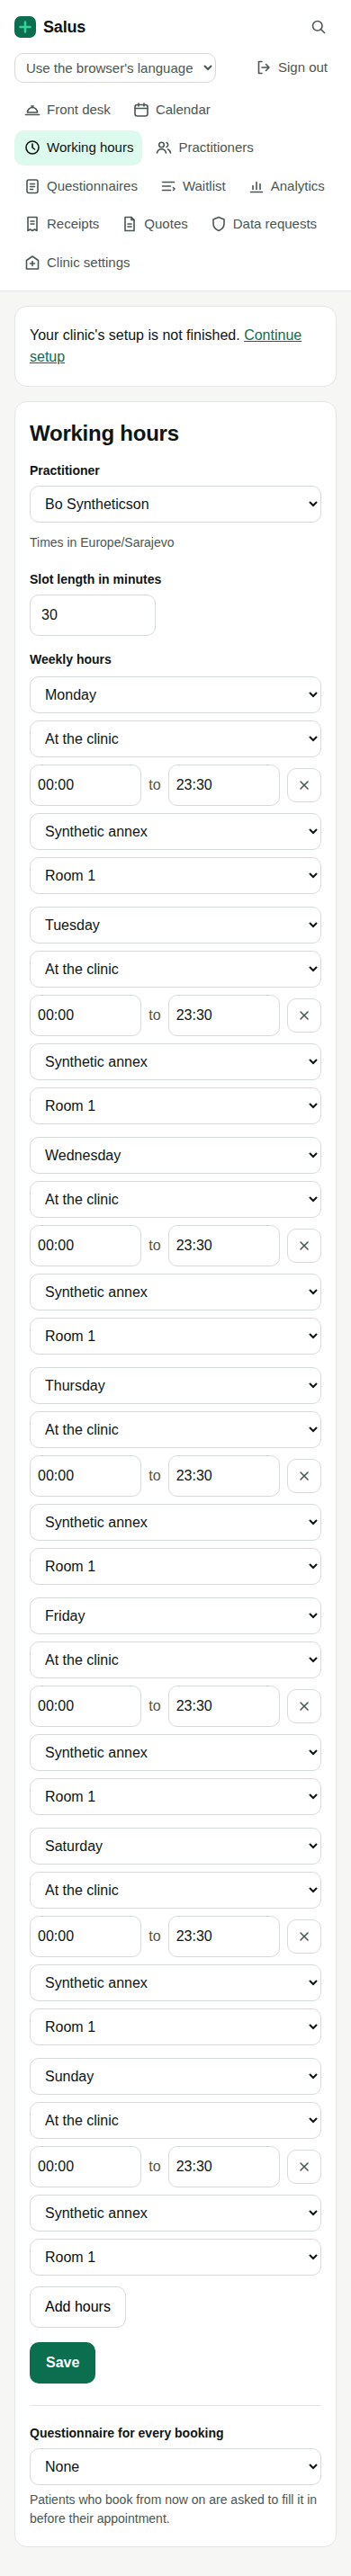 Salus
Use the browser's language
Sign out
Front desk
Calendar
Working hours
Practitioners
Questionnaires
Waitlist
Analytics
Receipts
Quotes
Data requests
Clinic settings
Your clinic's setup is not finished. Continue
setup
Working hours
Practitioner
Bo Syntheticson
Times in Europe/Sarajevo
Slot length in minutes
30
Weekly hours
Monday
At the clinic
00:00 to 23:30
Synthetic annex
Room 1
Tuesday
At the clinic
00:00 to 23:30
Synthetic annex
Room 1
Wednesday
At the clinic
00:00 to 23:30
Synthetic annex
Room 1
Thursday
At the clinic
00:00 to 23:30
Synthetic annex
Room 1
Friday
At the clinic
00:00 to 23:30
Synthetic annex
Room 1
Saturday
At the clinic
00:00 to 23:30
Synthetic annex
Room 1
Sunday
At the clinic
00:00 to 23:30
Synthetic annex
Room 1
Add hours
Save
Questionnaire for every booking
None
Patients who book from now on are asked to fill it in
before their appointment.